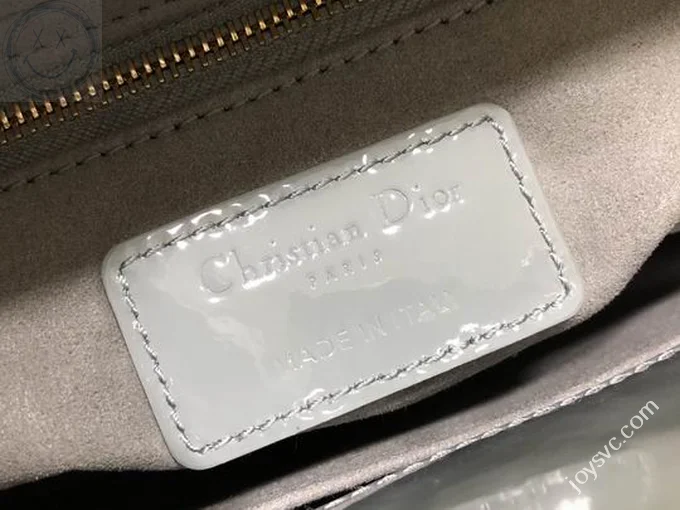 Christian Dior
PARIS
MADE IN ITALY
joysvc.com